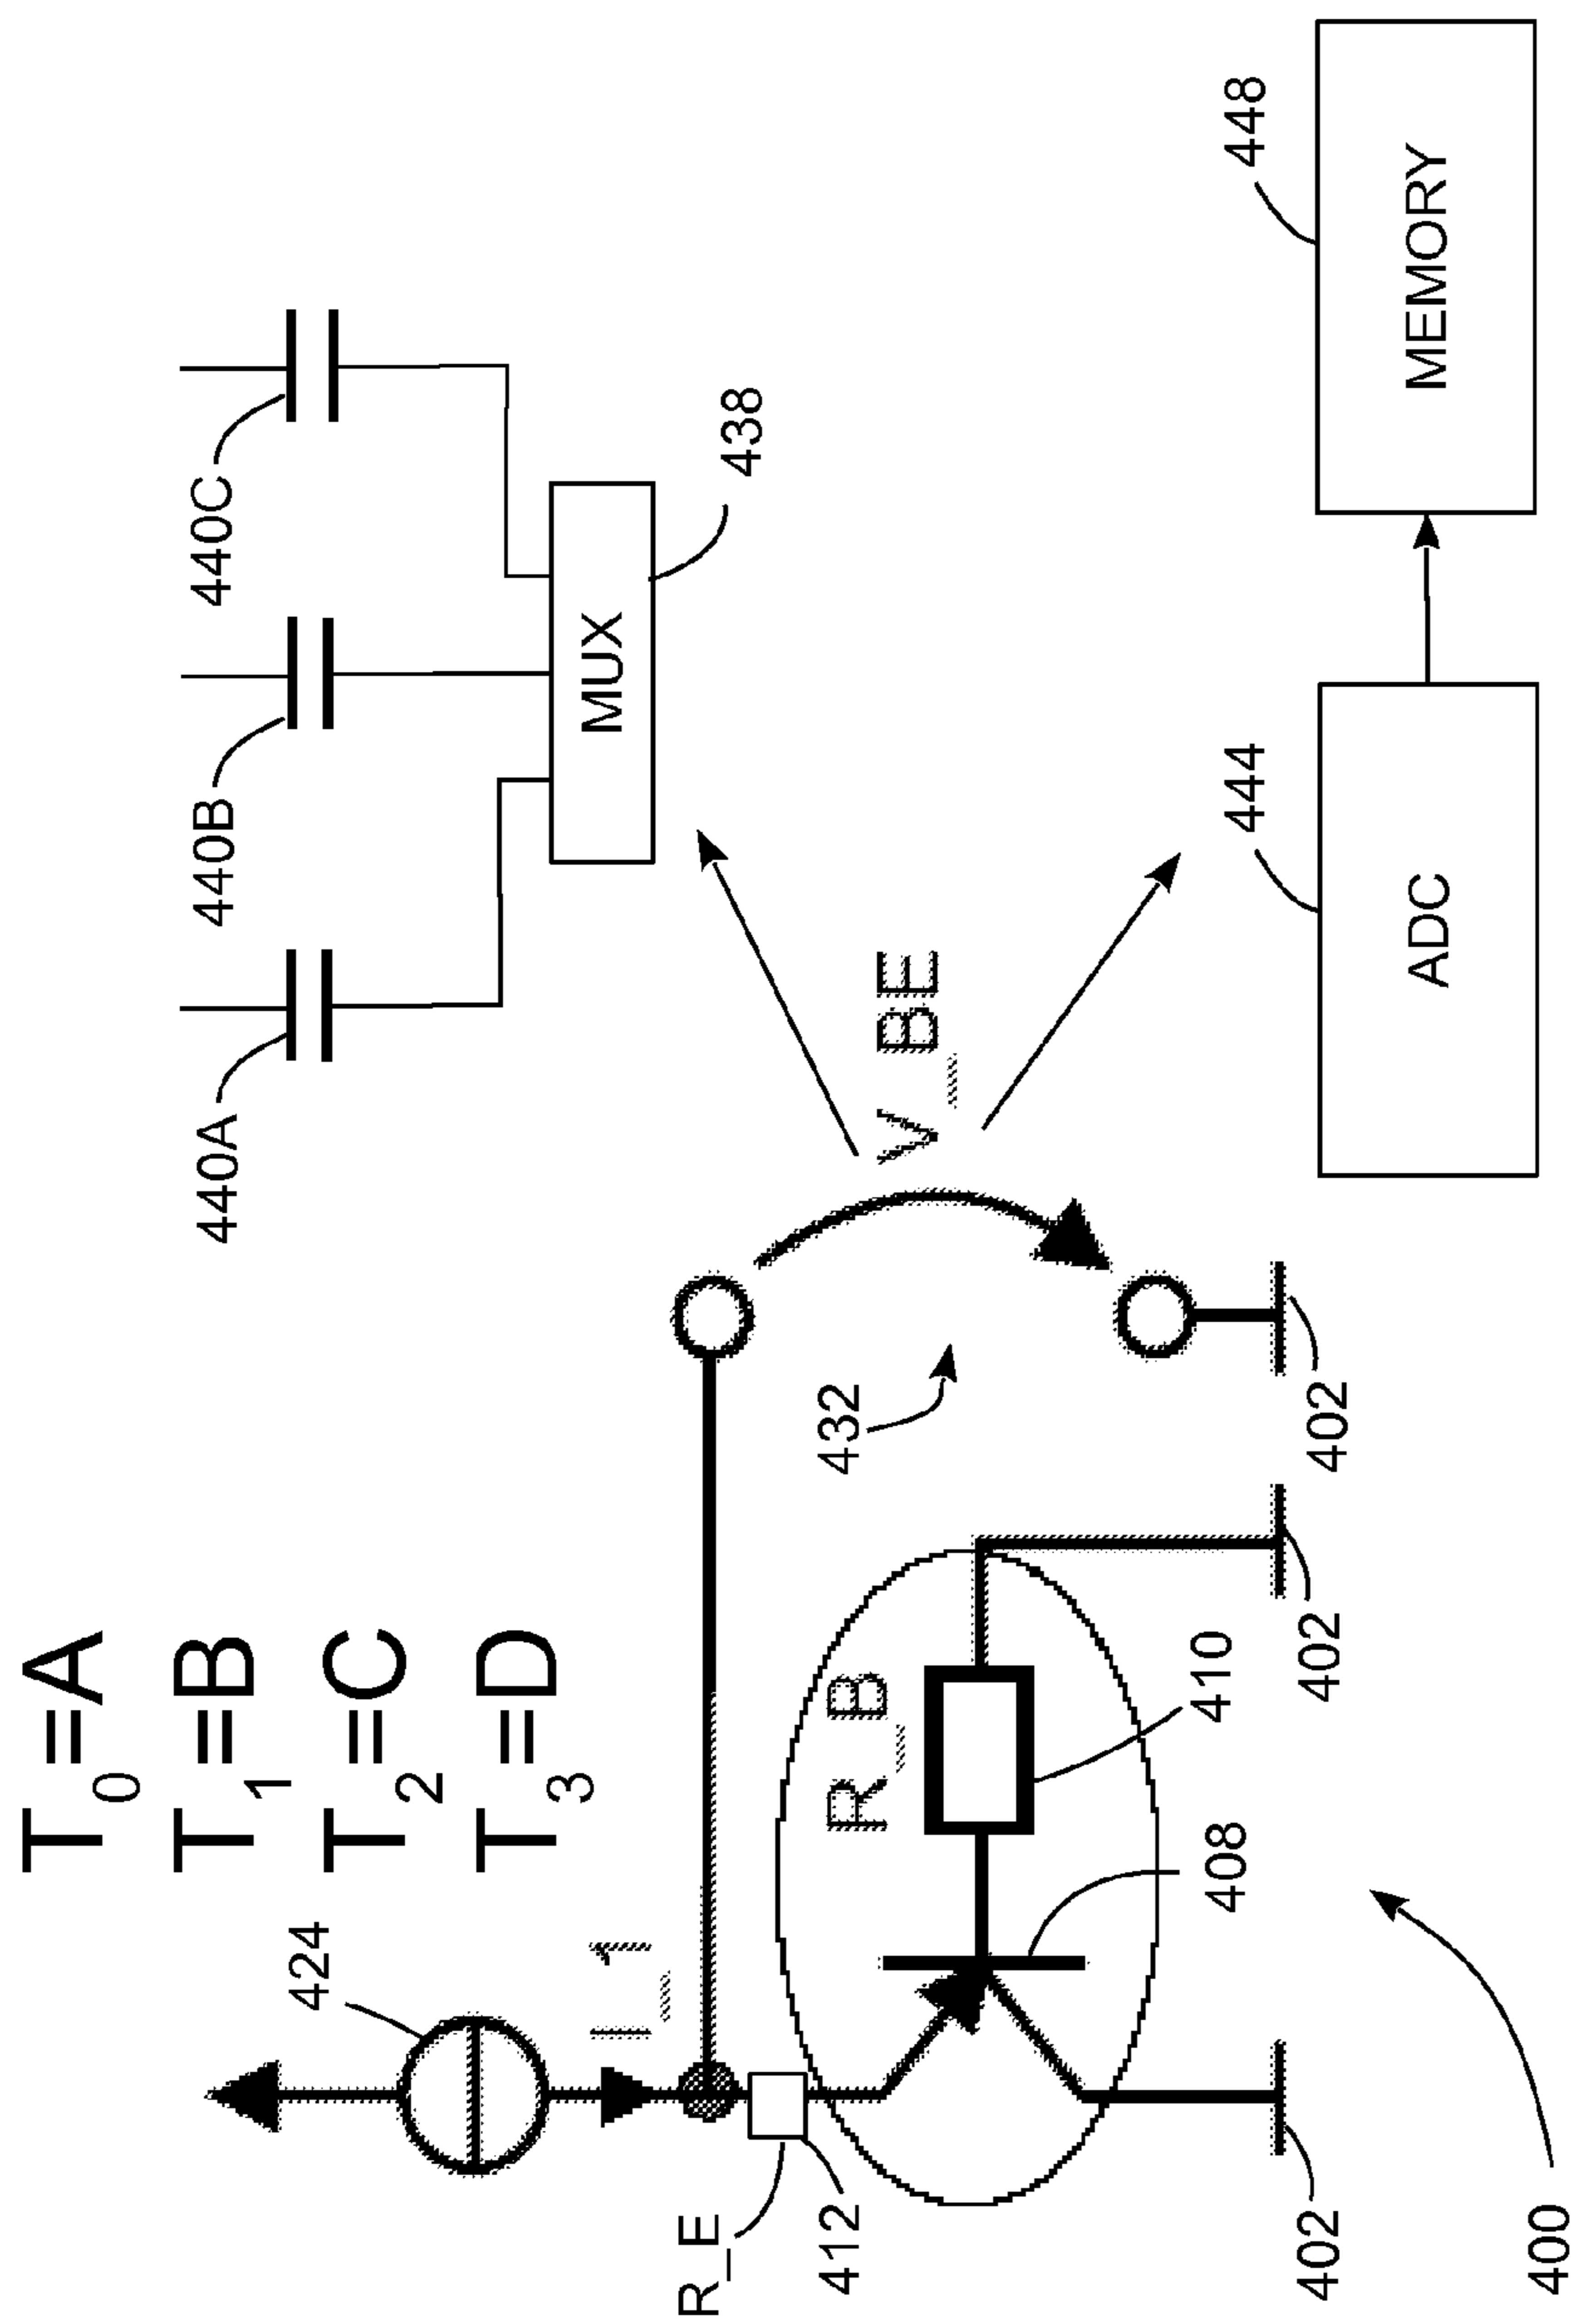 T0=A
T1=B
T2=C
T3=D
424
I_1
R_E
412
R_B
408
410
402
402
402
400
432
V_BE
440A
440B
440C
MUX
438
444
ADC
448
MEMORY